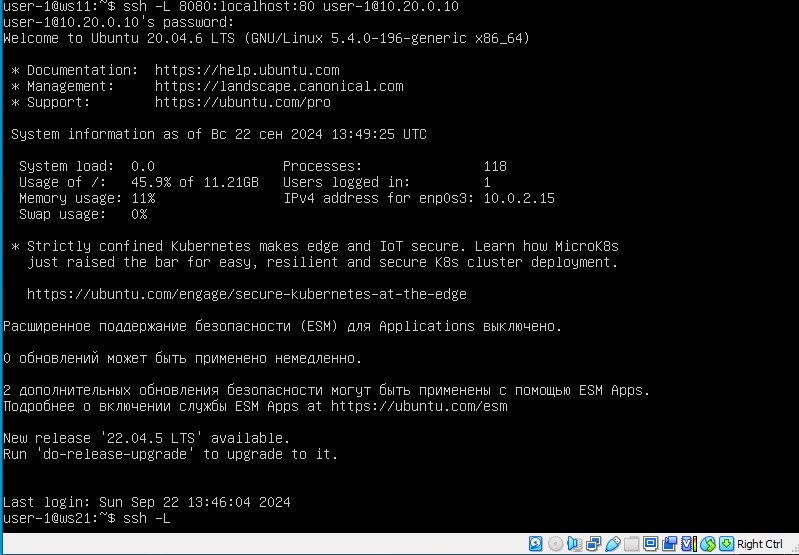 user-1@ws11:~$ ssh -L 8080:localhost:80 user-1@10.20.0.10
user-1@10.20.0.10's password:
Welcome to Ubuntu 20.04.6 LTS (GNU/Linux 5.4.0-196-generic x86_64)
* Documentation: https://help.ubuntu.com
* Management: https://landscape.canonical.com
* Support: https://ubuntu.com/pro
System information as of Вс 22 сен 2024 13:49:25 UTC
System load: 0.0 Processes: 118
Usage of /: 45.9% of 11.21GB Users logged in: 1
Memory usage: 11% IPv4 address for enp0s3: 10.0.2.15
Swap usage: 0%
* Strictly confined Kubernetes makes edge and IoT secure. Learn how MicroK8s
just raised the bar for easy, resilient and secure K8s cluster deployment.
https://ubuntu.com/engage/secure-kubernetes-at-the-edge
Расширенное поддержание безопасности (ESM) для Applications выключено.
0 обновлений может быть применено немедленно.
2 дополнительных обновления безопасности могут быть применены с помощью ESM Apps.
Подробнее о включении службы ESM Apps at https://ubuntu.com/esm
New release '22.04.5 LTS' available.
Run 'do-release-upgrade' to upgrade to it.
Last login: Sun Sep 22 13:46:04 2024
user-1@ws21:~$ ssh -L
Right Ctrl